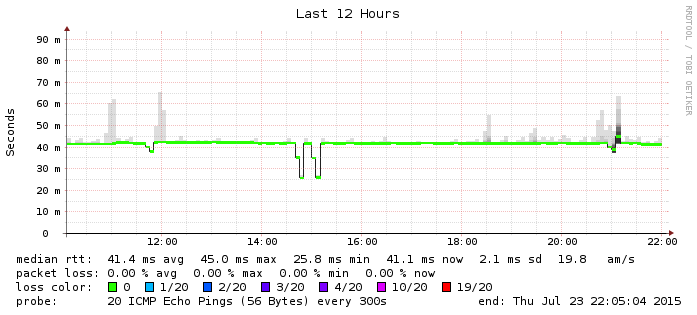 Last 12 Hours
RRDTOOL / TOBI OETIKER
Seconds
90 m
80 m
70 m
60 m
50 m
40 m
30 m
20 m
10 m
0
12:00 14:00 16:00 18:00 20:00 22:00
median rtt: 41.4 ms avg 45.0 ms max 25.8 ms min 41.1 ms now 2.1 ms sd 19.8 am/s
packet loss: 0.00 % avg 0.00 % max 0.00 % min 0.00 % now
loss color: 0 1/20 2/20 3/20 4/20 10/20 19/20
probe: 20 ICMP Echo Pings (56 Bytes) every 300s end: Thu Jul 23 22:05:04 2015